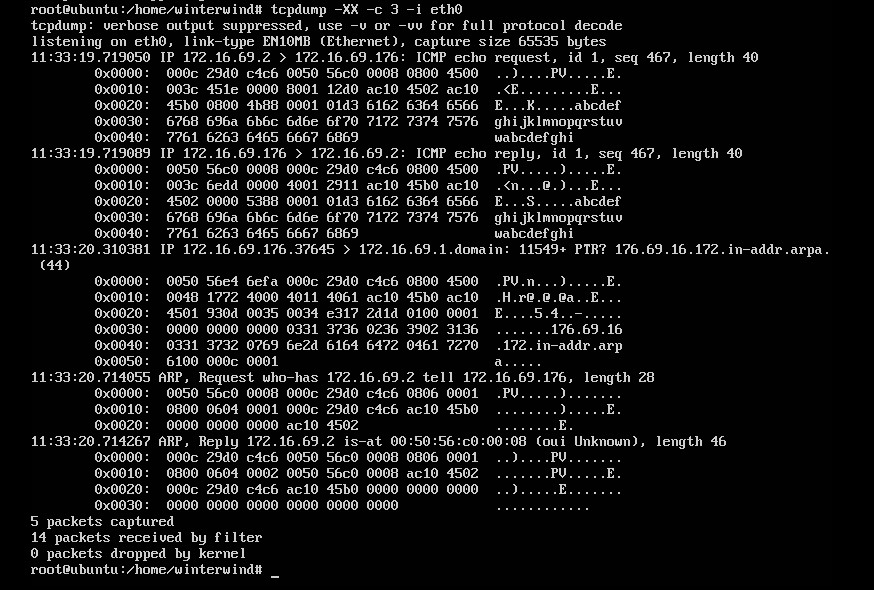 root@ubuntu:/home/winterwind# tcpdump -XX -c 3 -i eth0
tcpdump: verbose output suppressed, use -v or -vv for full protocol decode
listening on eth0, link-type EN10MB (Ethernet), capture size 65535 bytes
11:33:19.719050 IP 172.16.69.2 > 172.16.69.176: ICMP echo request, id 1, seq 467, length 40
0x0000:  000c 29d0 c4c6 0050 56c0 0008 0800 4500  ..)....PV.....E.
0x0010:  003c 451e 0000 8001 12d0 ac10 4502 ac10  .<E.........E...
0x0020:  45b0 0800 4b88 0001 01d3 6162 6364 6566  E...K.....abcdef
0x0030:  6768 696a 6b6c 6d6e 6f70 7172 7374 7576  ghijklmnopqrstuv
0x0040:  7761 6263 6465 6667 6869                 wabcdefghi
11:33:19.719089 IP 172.16.69.176 > 172.16.69.2: ICMP echo reply, id 1, seq 467, length 40
0x0000:  0050 56c0 0008 000c 29d0 c4c6 0800 4500  .PV.....).....E.
0x0010:  003c 6edd 0000 4001 2911 ac10 45b0 ac10  .<n...@.)...E...
0x0020:  4502 0000 5388 0001 01d3 6162 6364 6566  E...S.....abcdef
0x0030:  6768 696a 6b6c 6d6e 6f70 7172 7374 7576  ghijklmnopqrstuv
0x0040:  7761 6263 6465 6667 6869                 wabcdefghi
11:33:20.310381 IP 172.16.69.176.37645 > 172.16.69.1.domain: 11549+ PTR? 176.69.16.172.in-addr.arpa.
(44)
0x0000:  0050 56e4 6efa 000c 29d0 c4c6 0800 4500  .PV.n...).....E.
0x0010:  0048 1772 4000 4011 4061 ac10 45b0 ac10  .H.r@.@.@a..E...
0x0020:  4501 930d 0035 0034 e317 2d1d 0100 0001  E....5.4..-.....
0x0030:  0000 0000 0000 0331 3736 0236 3902 3136  .......176.69.16
0x0040:  0331 3732 0769 6e2d 6164 6472 0461 7270  .172.in-addr.arp
0x0050:  6100 000c 0001                           a.....
11:33:20.714055 ARP, Request who-has 172.16.69.2 tell 172.16.69.176, length 28
0x0000:  0050 56c0 0008 000c 29d0 c4c6 0806 0001  .PV.....).......
0x0010:  0800 0604 0001 000c 29d0 c4c6 ac10 45b0  ........).....E.
0x0020:  0000 0000 0000 ac10 4502                 ........E.
11:33:20.714267 ARP, Reply 172.16.69.2 is-at 00:50:56:c0:00:08 (oui Unknown), length 46
0x0000:  000c 29d0 c4c6 0050 56c0 0008 0806 0001  ..)....PV.......
0x0010:  0800 0604 0002 0050 56c0 0008 ac10 4502  .......PV.....E.
0x0020:  000c 29d0 c4c6 ac10 45b0 0000 0000 0000  ..).....E.......
0x0030:  0000 0000 0000 0000 0000 0000            ............
5 packets captured
14 packets received by filter
0 packets dropped by kernel
root@ubuntu:/home/winterwind# _